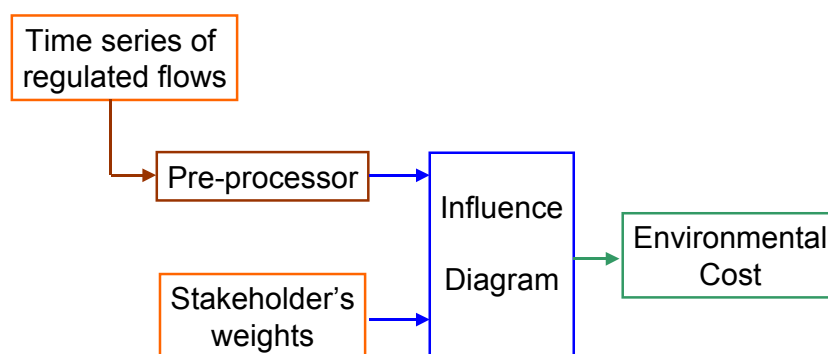 Time series of
regulated flows
Pre-processor
Influence
Diagram
Environmental
Cost
Stakeholder's
weights